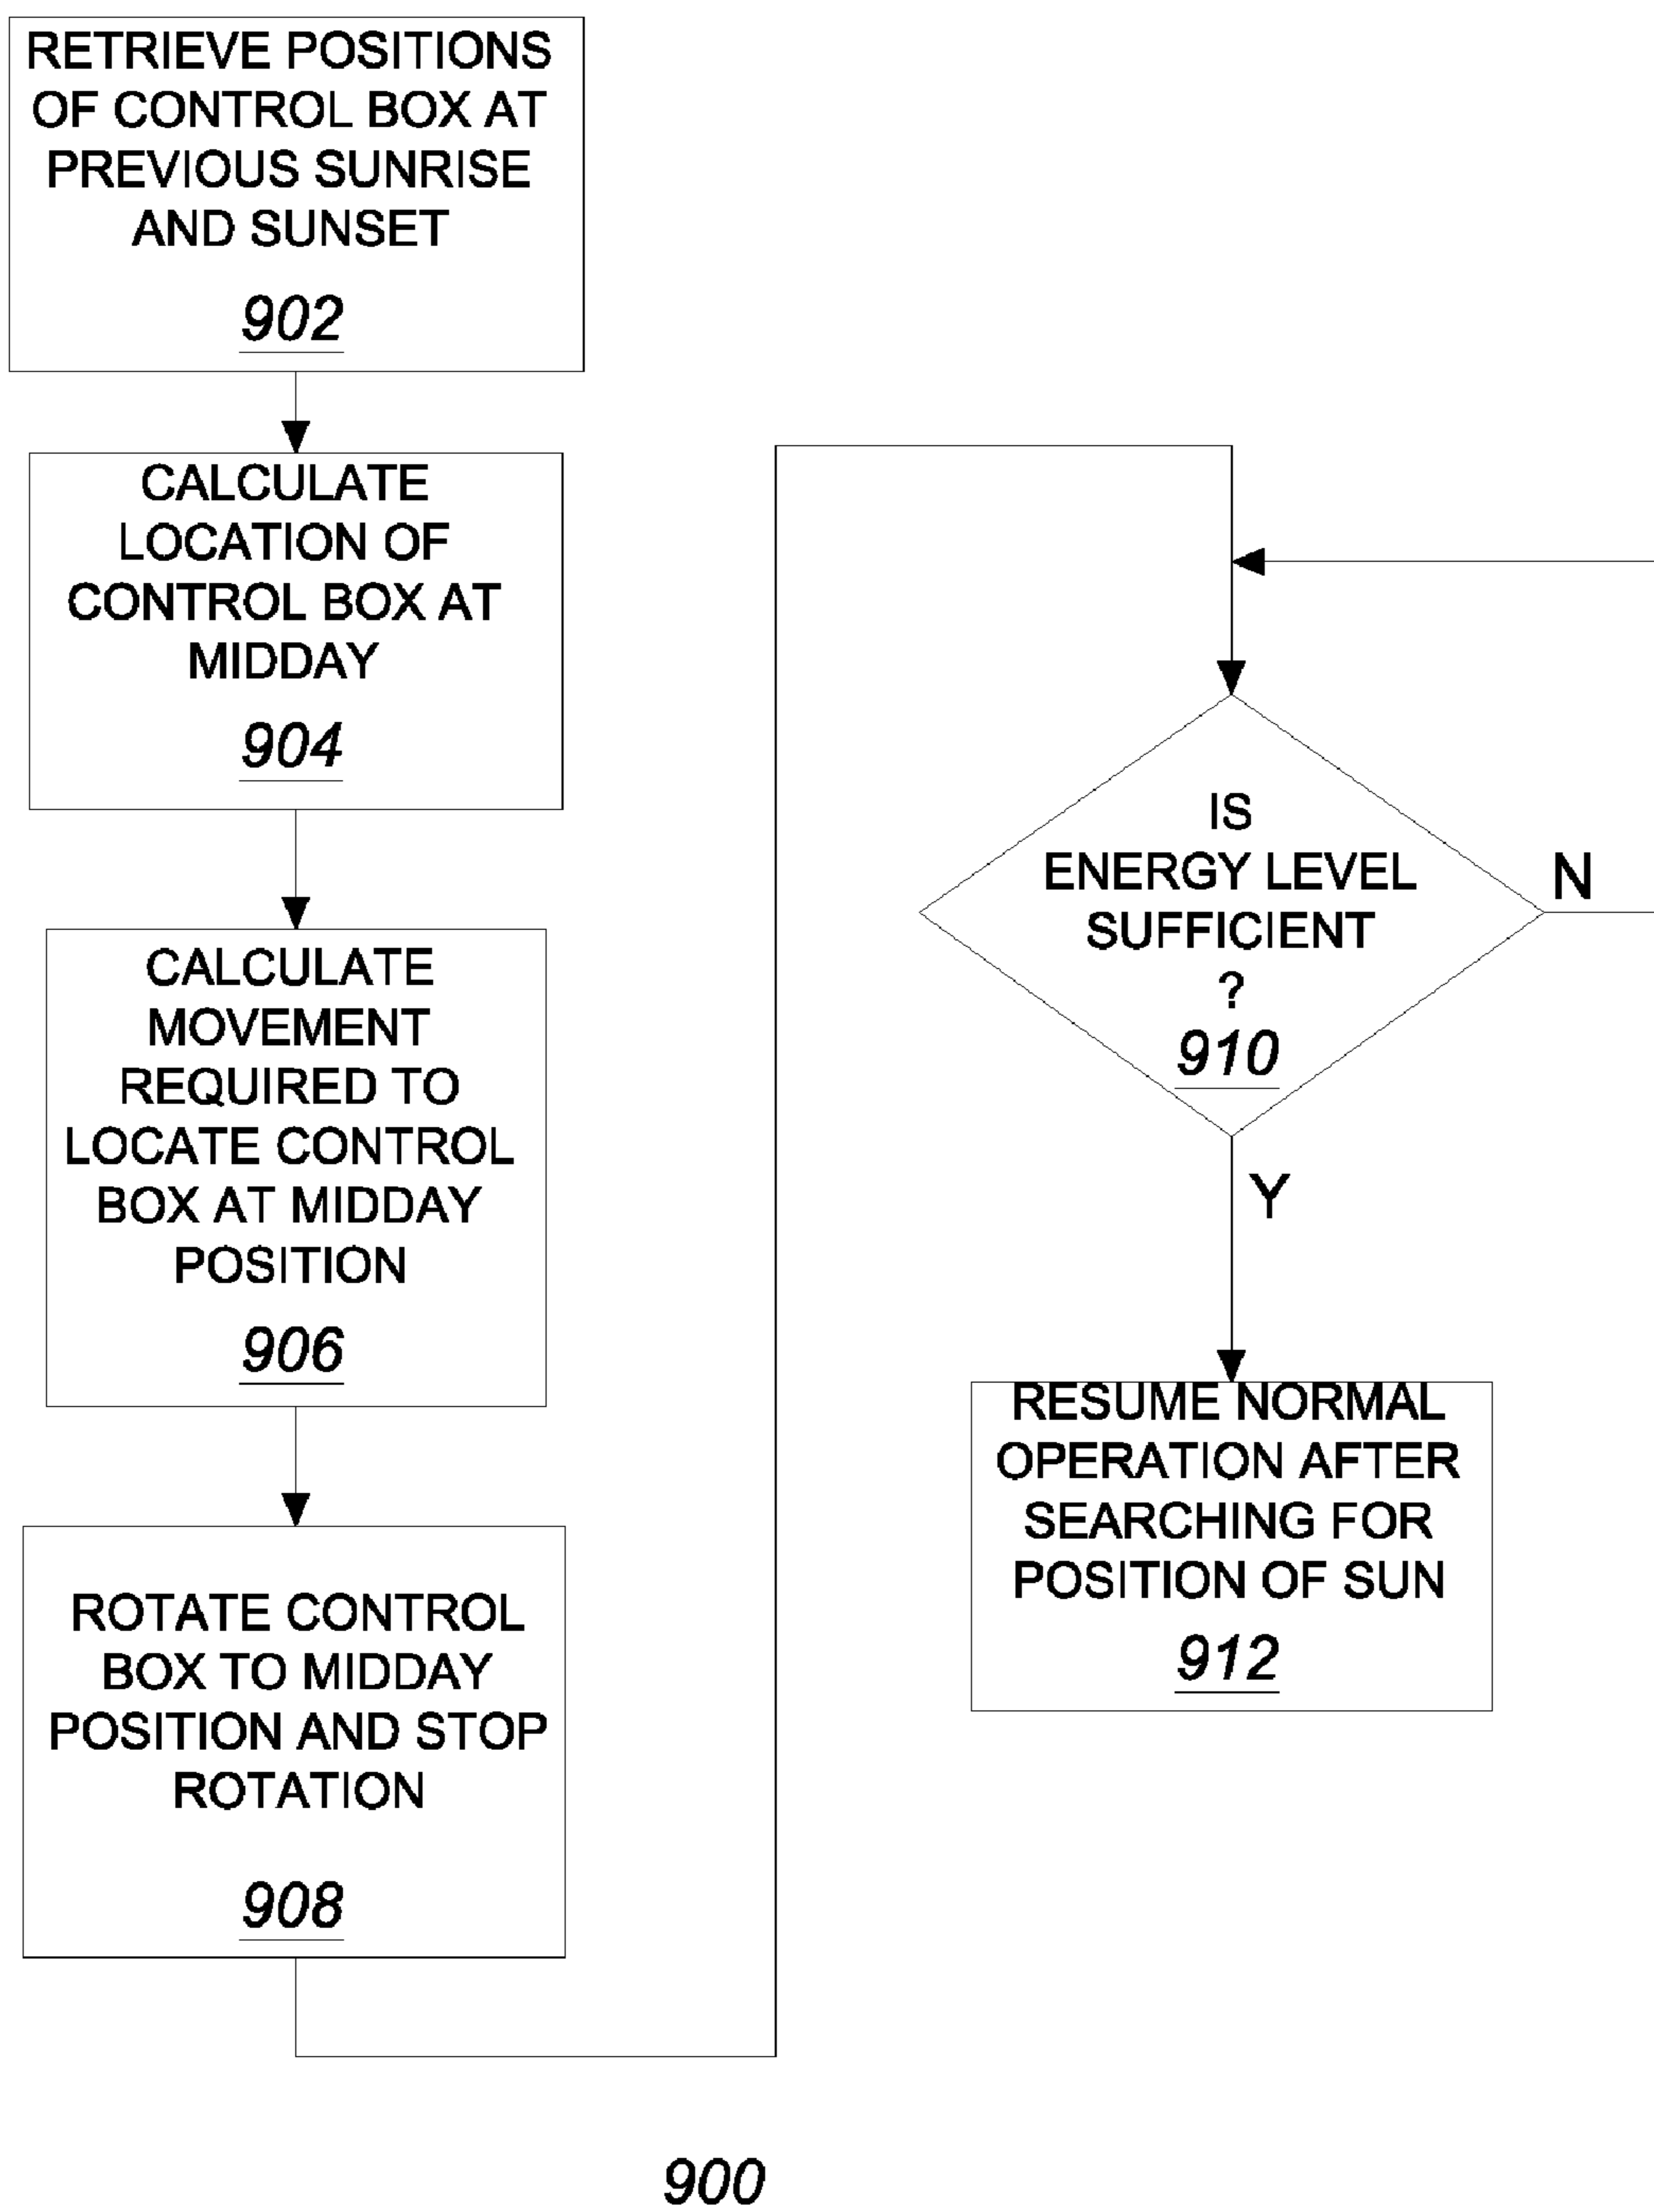 RETRIEVE POSITIONS
OF CONTROL BOX AT
PREVIOUS SUNRISE
AND SUNSET
902
CALCULATE
LOCATION OF
CONTROL BOX AT
MIDDAY
904
CALCULATE
MOVEMENT
REQUIRED TO
LOCATE CONTROL
BOX AT MIDDAY
POSITION
906
ROTATE CONTROL
BOX TO MIDDAY
POSITION AND STOP
ROTATION
908
IS
ENERGY LEVEL
SUFFICIENT
?
910
N
Y
RESUME NORMAL
OPERATION AFTER
SEARCHING FOR
POSITION OF SUN
912
900